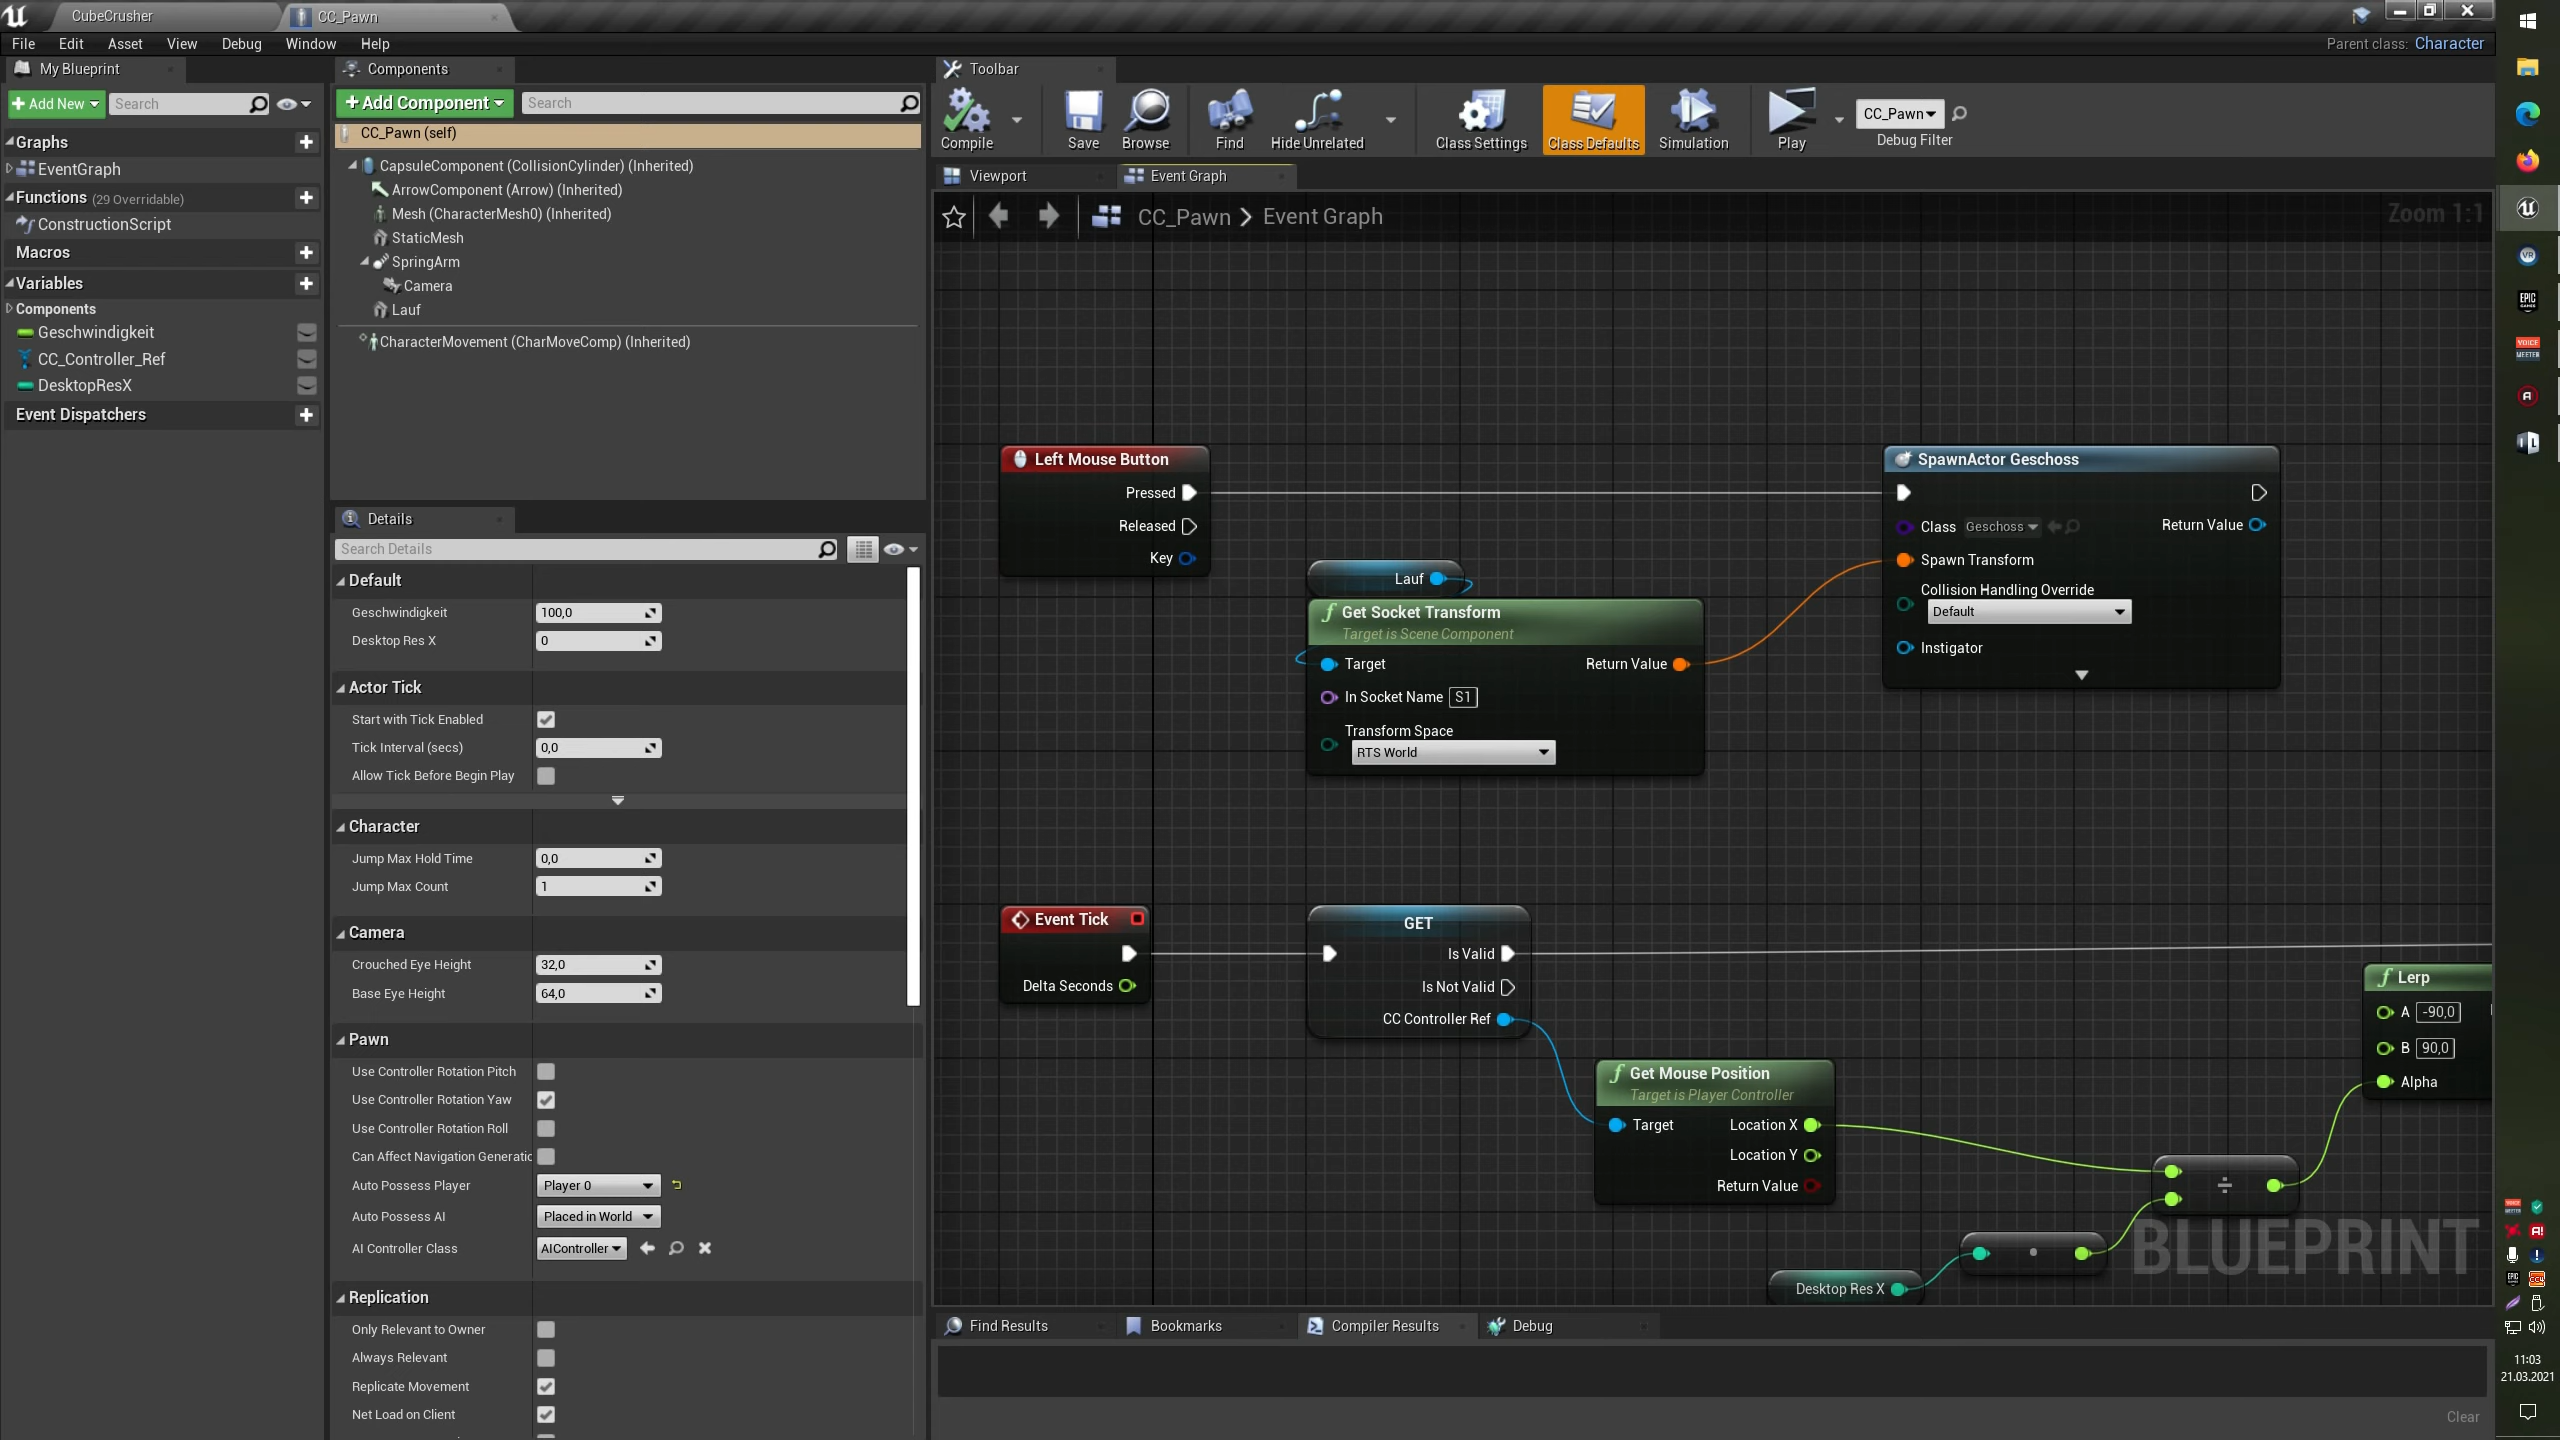 CubeCrusher
CC_Pawn
File Edit Asset View Debug Window Help
Parent class: Character
My Blueprint
Add New
Search
Graphs
EventGraph
Functions (29 Overridable)
ConstructionScript
Macros
Variables
Components
Geschwindigkeit
CC_Controller_Ref
DesktopResX
Event Dispatchers
Components
Add Component
Search
CC_Pawn (self)
CapsuleComponent (CollisionCylinder) (Inherited)
ArrowComponent (Arrow) (Inherited)
Mesh (CharacterMesh0) (Inherited)
StaticMesh
SpringArm
Camera
Lauf
CharacterMovement (CharMoveComp) (Inherited)
Details
Search Details
Default
Geschwindigkeit 100,0
Desktop Res X 0
Actor Tick
Start with Tick Enabled
Tick Interval (secs) 0,0
Allow Tick Before Begin Play
Character
Jump Max Hold Time 0,0
Jump Max Count 1
Camera
Crouched Eye Height 32,0
Base Eye Height 64,0
Pawn
Use Controller Rotation Pitch
Use Controller Rotation Yaw
Use Controller Rotation Roll
Can Affect Navigation Generatio
Auto Possess Player Player 0
Auto Possess AI Placed in World
AI Controller Class AIController
Replication
Only Relevant to Owner
Always Relevant
Replicate Movement
Net Load on Client
Toolbar
Compile Save Browse Find Hide Unrelated Class Settings Class Defaults Simulation Play
CC_Pawn
Debug Filter
Viewport
Event Graph
CC_Pawn > Event Graph
Zoom 1:1
Left Mouse Button
Pressed
Released
Key
Lauf
Get Socket Transform
Target is Scene Component
Target Return Value
In Socket Name S1
Transform Space
RTS World
SpawnActor Geschoss
Class Geschoss Return Value
Spawn Transform
Collision Handling Override
Default
Instigator
Event Tick
Delta Seconds
GET
Is Valid
Is Not Valid
CC Controller Ref
Get Mouse Position
Target is Player Controller
Target Location X
Location Y
Return Value
Lerp
A -90,0
B 90,0
Alpha
÷
Desktop Res X
BLUEPRINT
Find Results
Bookmarks
Compiler Results
Debug
Clear
VR
EPIC
GAMES
VOICE
MEETER
11:03
21.03.2021